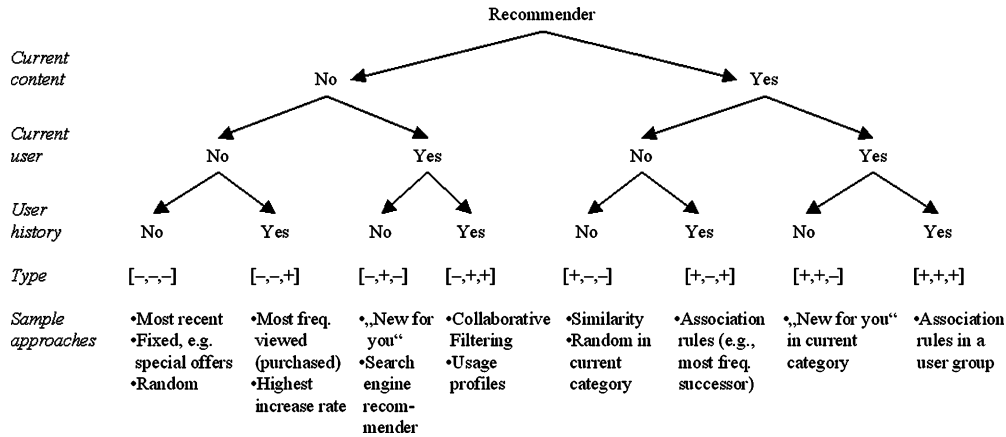 Recommender
Current
content
No Yes
Current
user
No Yes No Yes
User
history
No Yes No Yes No Yes No Yes
Type [–,–,–] [–,–,+] [–,+,–] [–,+,+] [+,–,–] [+,–,+] [+,+,–] [+,+,+]
Sample
approaches
•Most recent
•Fixed, e.g.
special offers
•Random
•Most freq.
viewed
(purchased)
•Highest
increase rate
•„New for
you“
•Search
engine
recom-
mender
•Collaborative
Filtering
•Usage
profiles
•Similarity
•Random in
current
category
•Association
rules (e.g.,
most freq.
successor)
•„New for you“
in current
category
•Association
rules in a
user group